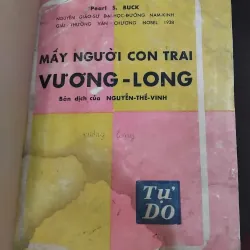 Pearl S. BUCK
NGUYÊN GIÁO-SƯ ĐẠI-HỌC-ĐƯỜNG NAM-KINH
GIẢI THƯỞNG VĂN-CHƯƠNG NOBEL 1938
MẤY NGƯỜI CON TRAI
VƯƠNG-LONG
Bản dịch của NGUYỄN-THẾ-VINH
TỰ
DO